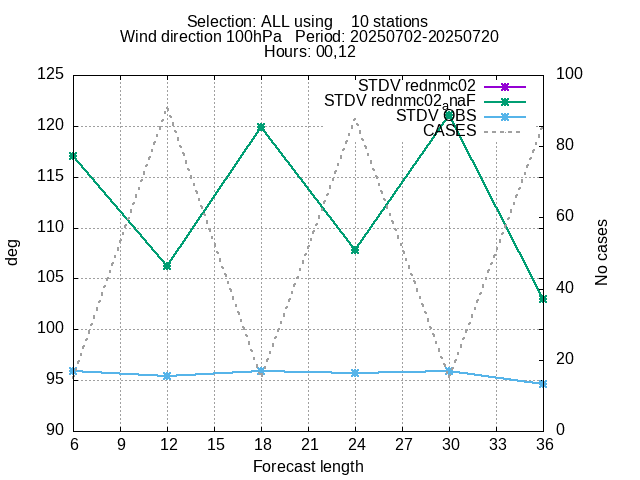 Selection: ALL using    10 stations
Wind direction 100hPa   Period: 20250702-20250720
Hours: 00,12
125
120
115
110
105
100
95
90
deg
100
80
60
40
20
0
No cases
STDV rednmc02
STDV rednmc02_naF
STDV OBS
CASES
6 9 12 15 18 21 24 27 30 33 36
Forecast length